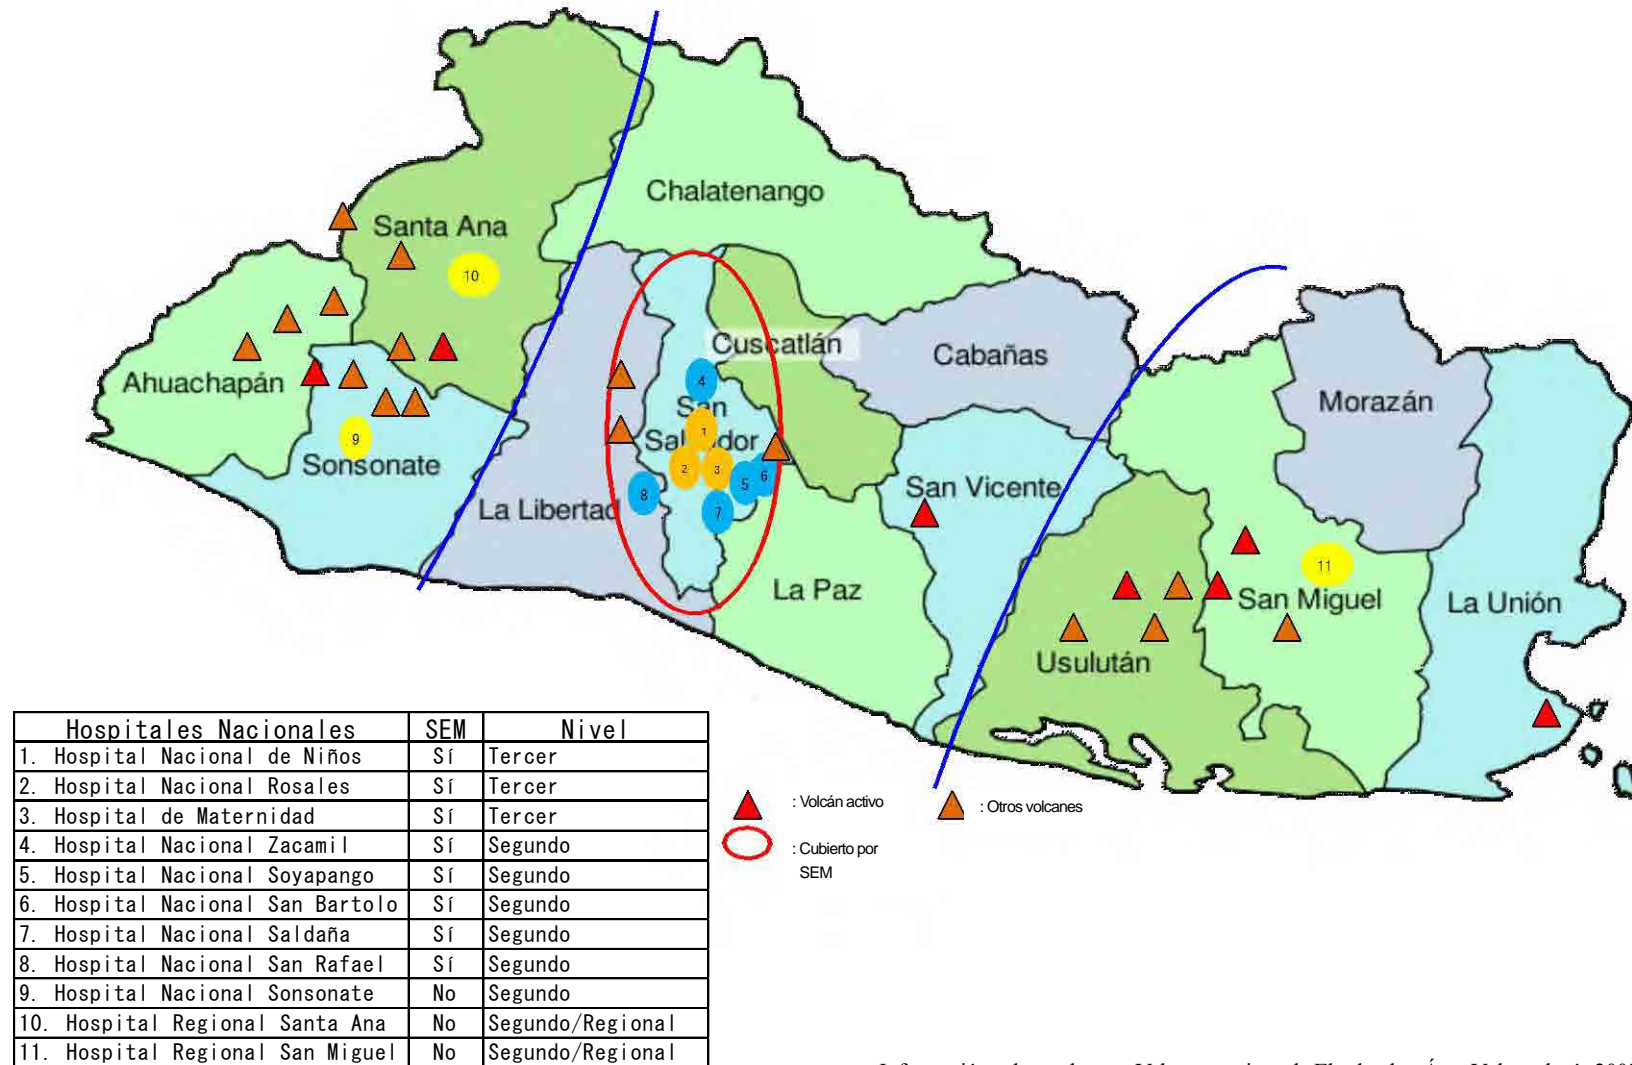 Chalatenango
Santa Ana
10
Cuscatlán
Cabañas
Ahuachapán
4
Morazán
San
1
9
Salvador
Sonsonate
2
3
5
6
8
San Vicente
La Libertad
7
11
La Paz
San Miguel
La Unión
Usulután
Hospitales Nacionales SEM Nivel
1. Hospital Nacional de Niños Sí Tercer
2. Hospital Nacional Rosales Sí Tercer
3. Hospital de Maternidad Sí Tercer
4. Hospital Nacional Zacamil Sí Segundo
5. Hospital Nacional Soyapango Sí Segundo
6. Hospital Nacional San Bartolo Sí Segundo
7. Hospital Nacional Saldaña Sí Segundo
8. Hospital Nacional San Rafael Sí Segundo
9. Hospital Nacional Sonsonate No Segundo
10. Hospital Regional Santa Ana No Segundo/Regional
11. Hospital Regional San Miguel No Segundo/Regional
: Volcán activo
: Otros volcanes
: Cubierto por
SEM